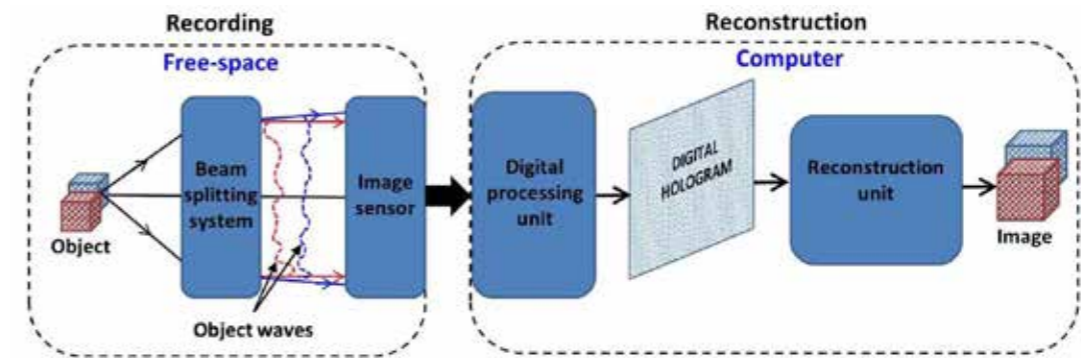 Recording
Free-space
Object
Beam
splitting
system
Image
sensor
Object waves
Reconstruction
Computer
Digital
processing
unit
DIGITAL
HOLOGRAM
Reconstruction
unit
Image